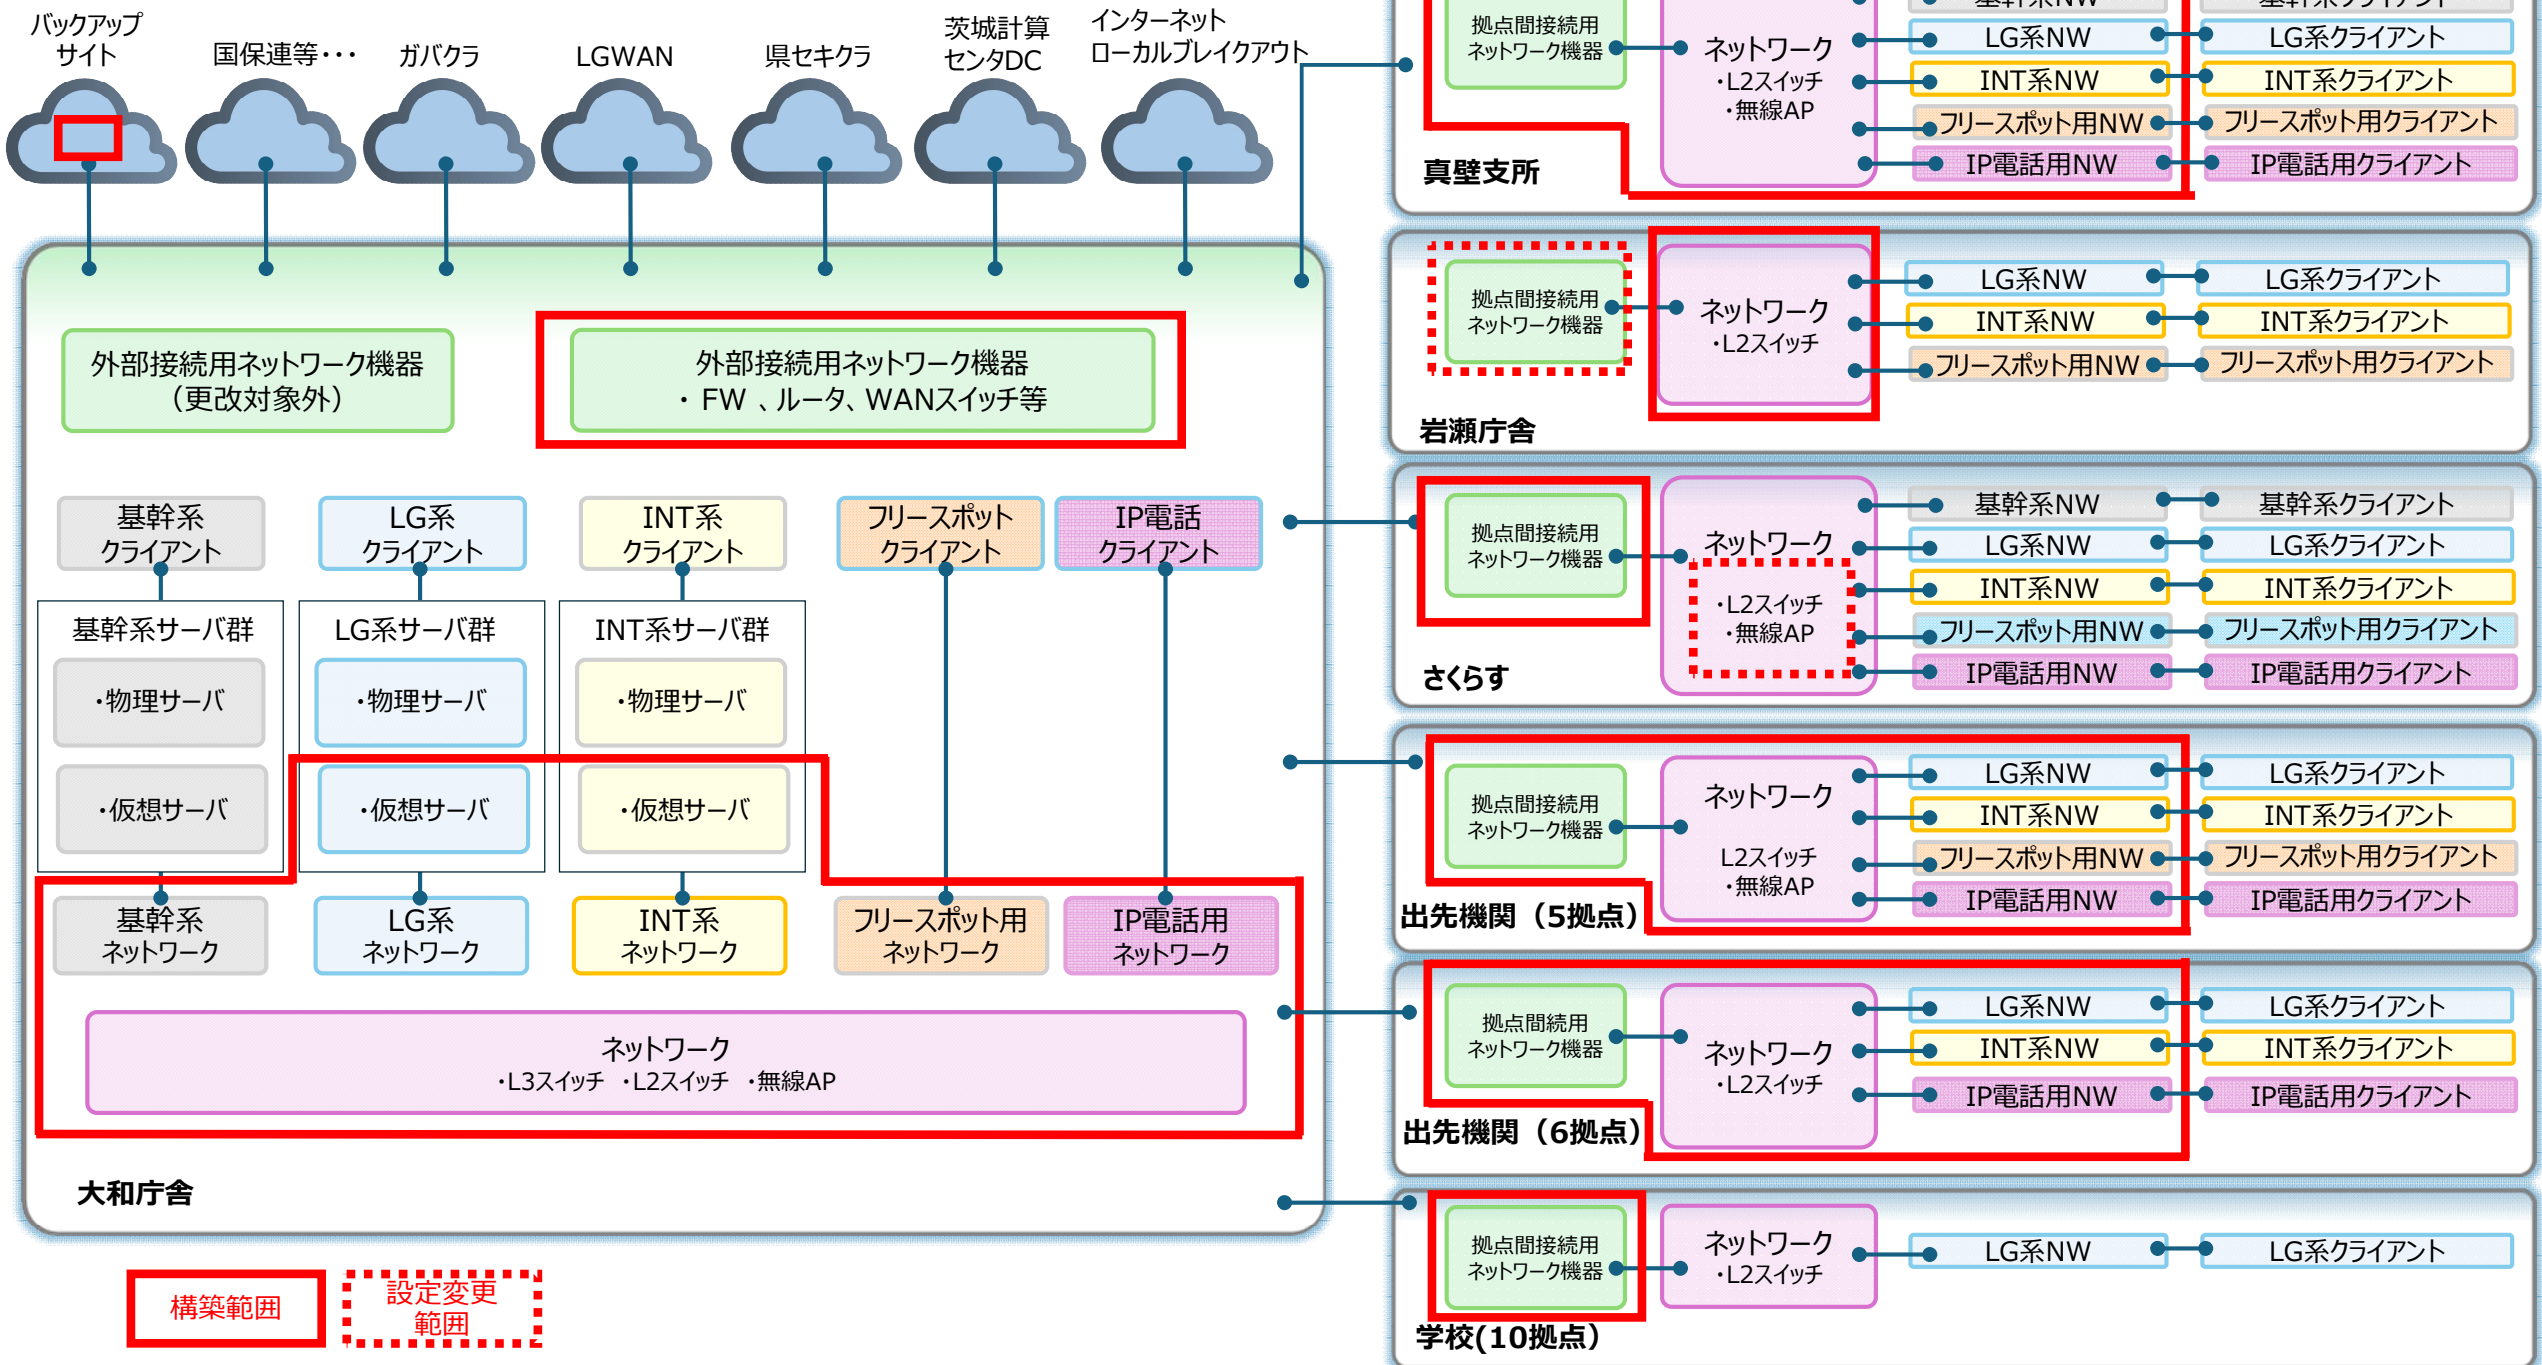 バックアップ
サイト
国保連等・・・
ガバクラ
LGWAN
県セキクラ
茨城計算
センタDC
インターネット
ローカルブレイクアウト
外部接続用ネットワーク機器
（更改対象外）
外部接続用ネットワーク機器
・ FW 、ルータ、WANスイッチ等
基幹系
クライアント
LG系
クライアント
INT系
クライアント
フリースポット
クライアント
IP電話
クライアント
基幹系サーバ群
・物理サーバ
・仮想サーバ
LG系サーバ群
・物理サーバ
・仮想サーバ
INT系サーバ群
・物理サーバ
・仮想サーバ
基幹系
ネットワーク
LG系
ネットワーク
INT系
ネットワーク
フリースポット用
ネットワーク
IP電話用
ネットワーク
ネットワーク
・L3スイッチ ・L2スイッチ ・無線AP
大和庁舎
構築範囲
設定変更
範囲
拠点間接続用
ネットワーク機器
ネットワーク
・L2スイッチ
・無線AP
基幹系NW
基幹系クライアント
LG系NW
LG系クライアント
INT系NW
INT系クライアント
フリースポット用NW
フリースポット用クライアント
IP電話用NW
IP電話用クライアント
真壁支所
拠点間接続用
ネットワーク機器
ネットワーク
・L2スイッチ
LG系NW
LG系クライアント
INT系NW
INT系クライアント
フリースポット用NW
フリースポット用クライアント
岩瀬庁舎
拠点間接続用
ネットワーク機器
ネットワーク
・L2スイッチ
・無線AP
基幹系NW
基幹系クライアント
LG系NW
LG系クライアント
INT系NW
INT系クライアント
フリースポット用NW
フリースポット用クライアント
IP電話用NW
IP電話用クライアント
さくらす
拠点間接続用
ネットワーク機器
ネットワーク
L2スイッチ
・無線AP
LG系NW
LG系クライアント
INT系NW
INT系クライアント
フリースポット用NW
フリースポット用クライアント
IP電話用NW
IP電話用クライアント
出先機関（5拠点）
拠点間続用
ネットワーク機器
ネットワーク
・L2スイッチ
LG系NW
LG系クライアント
INT系NW
INT系クライアント
IP電話用NW
IP電話用クライアント
出先機関（6拠点）
拠点間接続用
ネットワーク機器
ネットワーク
・L2スイッチ
LG系NW
LG系クライアント
学校(10拠点）